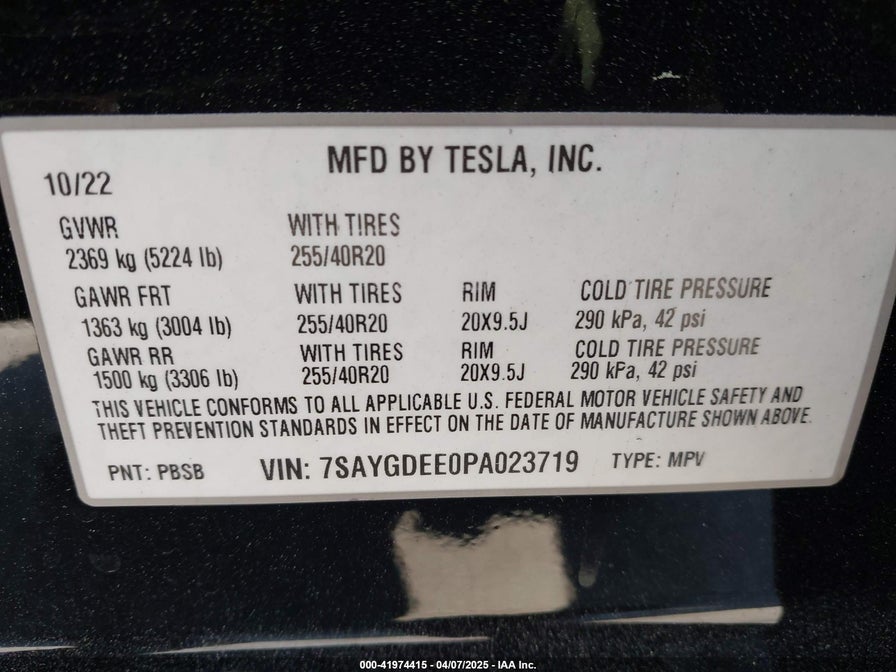 MFD BY TESLA, INC.
10/22
GVWR WITH TIRES
2369 kg (5224 lb) 255/40R20
GAWR FRT WITH TIRES RIM COLD TIRE PRESSURE
1363 kg (3004 lb) 255/40R20 20X9.5J 290 kPa, 42 psi
GAWR RR WITH TIRES RIM COLD TIRE PRESSURE
1500 kg (3306 lb) 255/40R20 20X9.5J 290 kPa, 42 psi
THIS VEHICLE CONFORMS TO ALL APPLICABLE U.S. FEDERAL MOTOR VEHICLE SAFETY AND
THEFT PREVENTION STANDARDS IN EFFECT ON THE DATE OF MANUFACTURE SHOWN ABOVE.
PNT: PBSB VIN: 7SAYGDEE0PA023719 TYPE: MPV
000-41974415 - 04/07/2025 - IAA Inc.